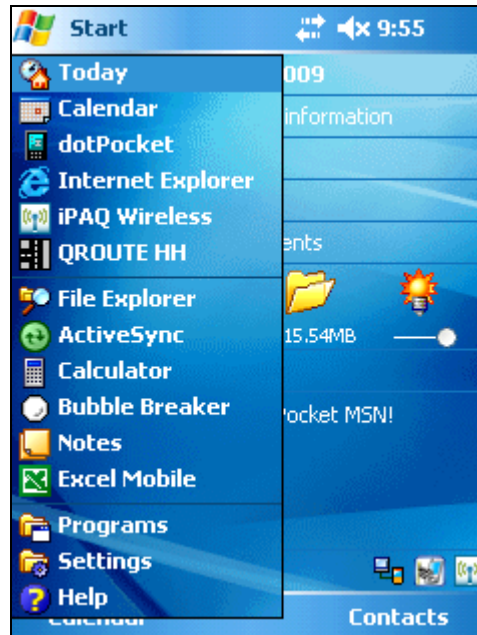 Start 9:55
Today
009
Calendar
information
dotPocket
Internet Explorer
iPAQ Wireless
QROUTE HH
ents
File Explorer
ActiveSync
15.54MB
Calculator
Bubble Breaker
Pocket MSN!
Notes
Excel Mobile
Programs
Settings
Help
Calendar Contacts